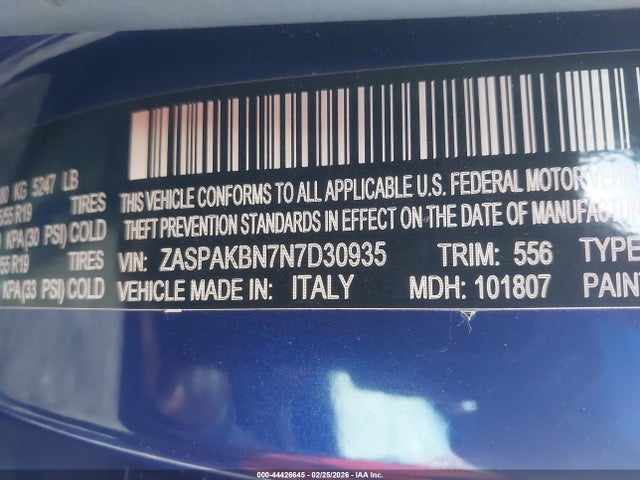 KG 5247 LB
R19 TIRES
KPA(30 PSI) COLD
R19 TIRES
KPA(33 PSI) COLD
THIS VEHICLE CONFORMS TO ALL APPLICABLE U.S. FEDERAL MOTOR
THEFT PREVENTION STANDARDS IN EFFECT ON THE DATE OF
VIN: ZASPAKBN7N7D30935 TRIM: 556 TYPE
VEHICLE MADE IN: ITALY MDH: 101807
000-44426645 / 02/25/2026 - © IAA Inc.